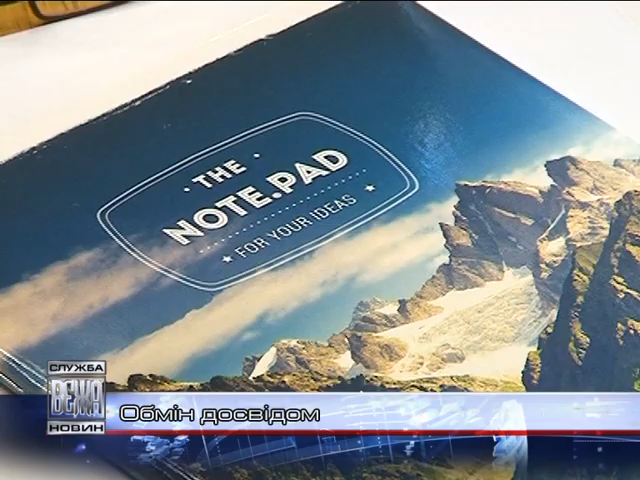 THE
NOTE.PAD
FOR YOUR IDEAS
СЛУЖБА
ВЕЖА
НОВИН
Обмін досвідом